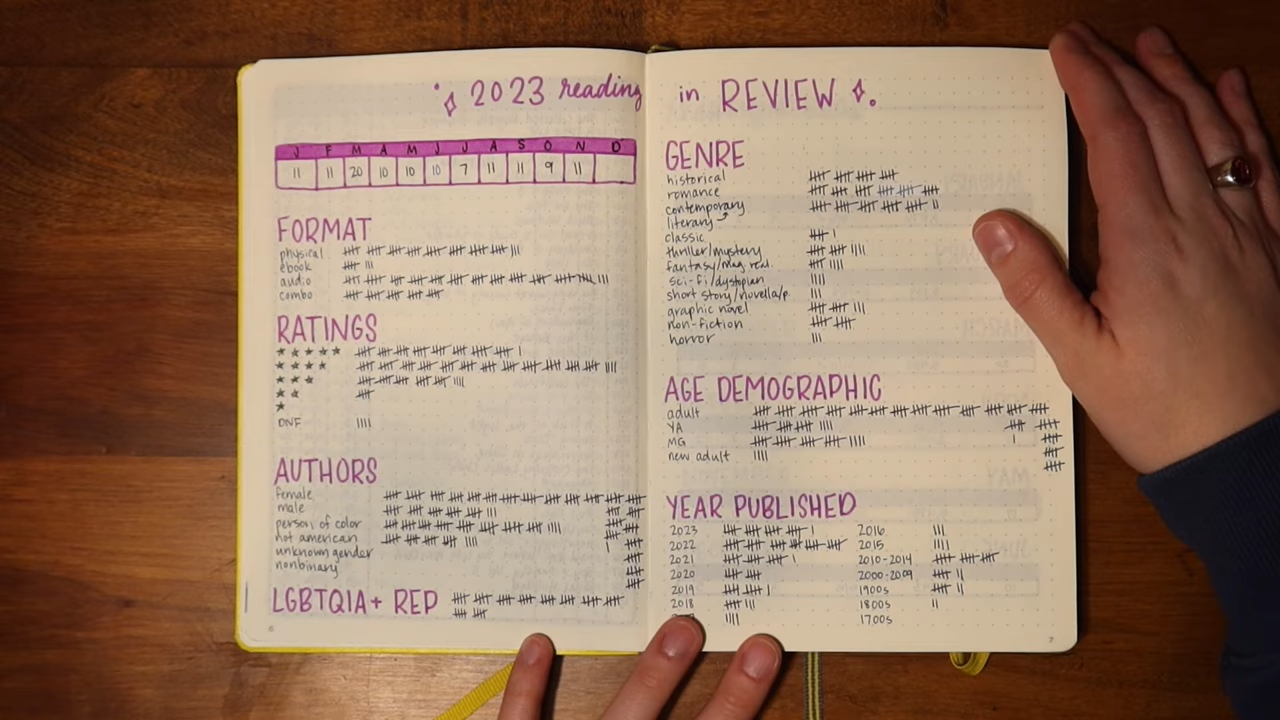 2023 reading in REVIEW
J F M A M J J A S O N D
11 11 20 10 10 10 7 11 11 9 11
FORMAT
physical
ebook
audio
combo
RATINGS
★★★★★
★★★★
★★★
★★
★
DNF
AUTHORS
female
male
person of color
not american
unknown gender
nonbinary
LGBTQIA+ REP
6
GENRE
historical
romance
contemporary
literary
classic
thriller/mystery
fantasy/mag real.
sci-fi/dystopian
short story/novella/p.
graphic novel
non-fiction
horror
AGE DEMOGRAPHIC
adult
YA
MG
new adult
YEAR PUBLISHED
2023
2022
2021
2020
2019
2018
2016
2015
2010-2014
2000-2009
1900s
1800s
1700s
7